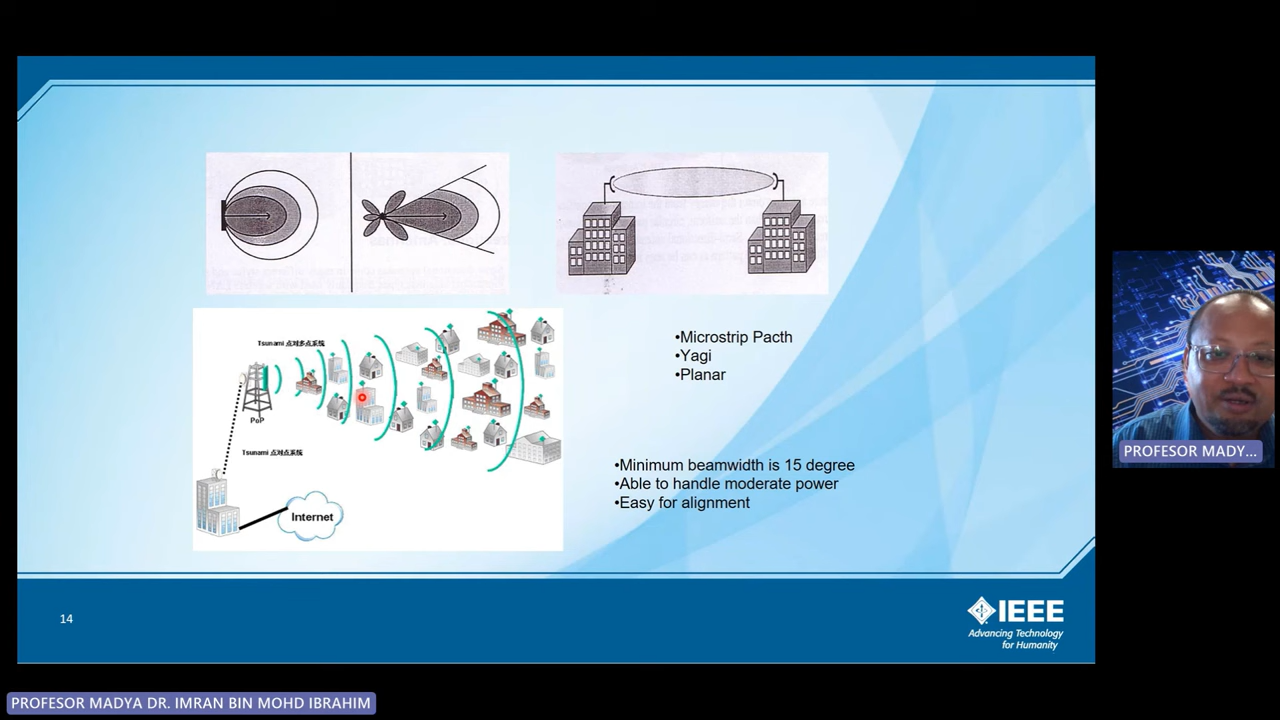 Tsunami 点对多点系统
PoP
Tsunami 点对点系统
Internet
•Microstrip Pacth
•Yagi
•Planar
•Minimum beamwidth is 15 degree
•Able to handle moderate power
•Easy for alignment
14
IEEE
Advancing Technology
for Humanity
PROFESOR MADY...
PROFESOR MADYA DR. IMRAN BIN MOHD IBRAHIM